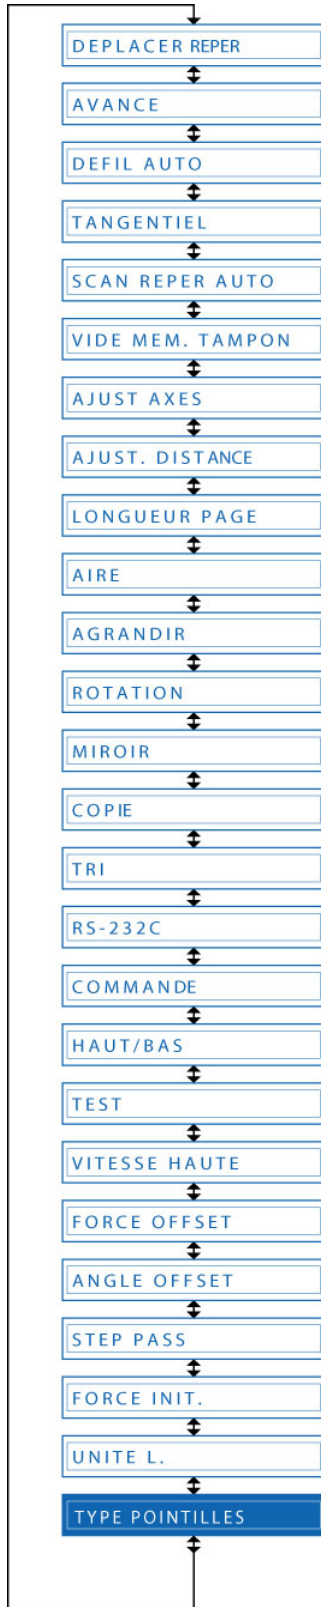 DEPLACER REPER
AVANCE
DEFIL AUTO
TANGENTIEL
SCAN REPER AUTO
VIDE MEM. TAMPON
AJUST AXES
AJUST. DISTANCE
LONGUEUR PAGE
AIRE
AGRANDIR
ROTATION
MIROIR
COPIE
TRI
RS-232C
COMMANDE
HAUT/BAS
TEST
VITESSE HAUTE
FORCE OFFSET
ANGLE OFFSET
STEP PASS
FORCE INIT.
UNITE L.
TYPE POINTILLES